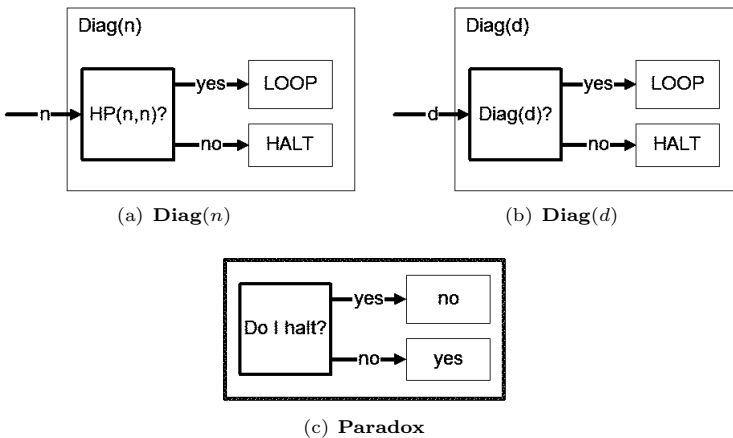 Diag(n)
n
HP(n,n)?
yes
LOOP
no
HALT
(a) Diag(n)
Diag(d)
d
Diag(d)?
yes
LOOP
no
HALT
(b) Diag(d)
Do I halt?
yes
no
no
yes
(c) Paradox